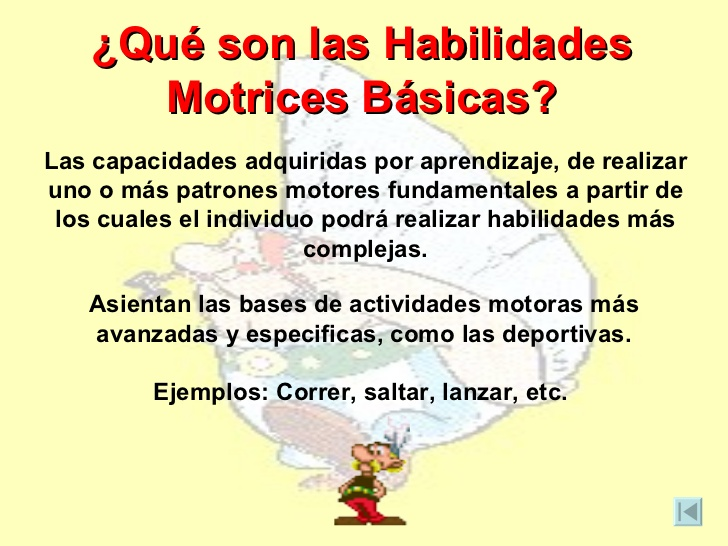 ¿Qué son las Habilidades
Motrices Básicas?
Las capacidades adquiridas por aprendizaje, de realizar
uno o más patrones motores fundamentales a partir de
los cuales el individuo podrá realizar habilidades más
complejas.
Asientan las bases de actividades motoras más
avanzadas y especificas, como las deportivas.
Ejemplos: Correr, saltar, lanzar, etc.